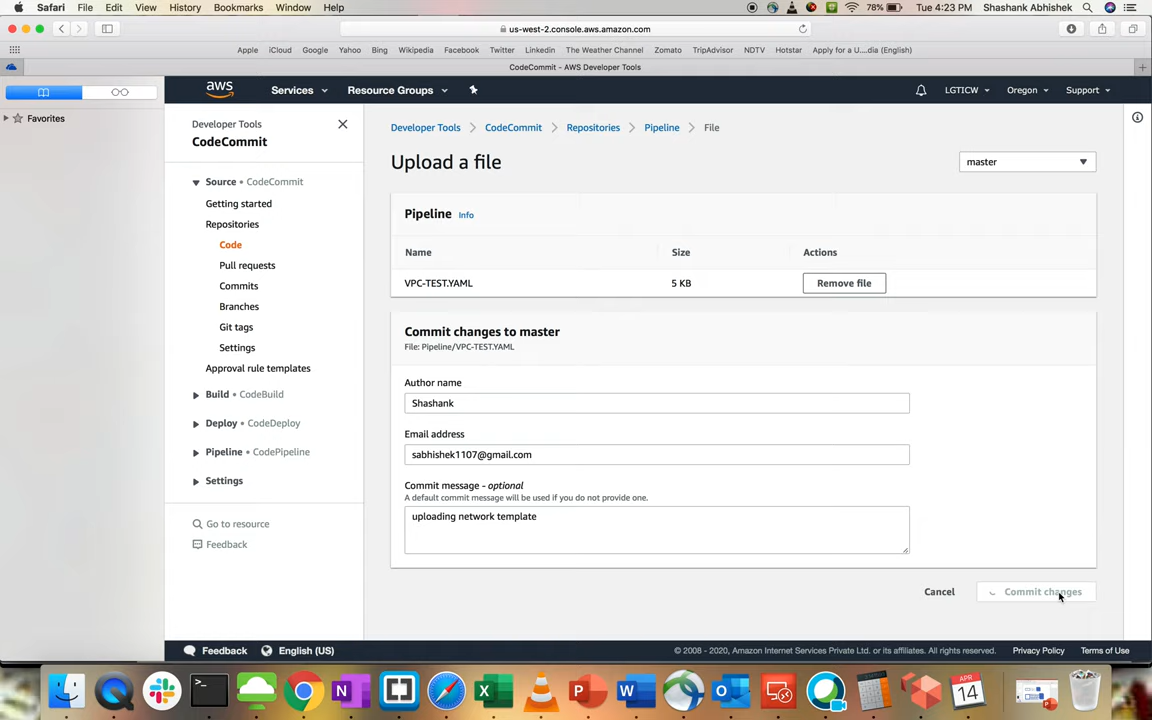 Safari File Edit View History Bookmarks Window Help
78% Tue 4:23 PM Shashank Abhishek
us-west-2.console.aws.amazon.com
Apple iCloud Google Yahoo Bing Wikipedia Facebook Twitter Linkedin The Weather Channel Zomato TripAdvisor NDTV Hotstar Apply for a U....dia (English)
CodeCommit - AWS Developer Tools
Favorites
aws Services Resource Groups LGTICW Oregon Support
Developer Tools
CodeCommit
Source • CodeCommit
Getting started
Repositories
Code
Pull requests
Commits
Branches
Git tags
Settings
Approval rule templates
Build • CodeBuild
Deploy • CodeDeploy
Pipeline • CodePipeline
Settings
Go to resource
Feedback
Developer Tools CodeCommit Repositories Pipeline File
Upload a file
master
Pipeline Info
Name Size Actions
VPC-TEST.YAML 5 KB Remove file
Commit changes to master
File: Pipeline/VPC-TEST.YAML
Author name
Shashank
Email address
sabhishek1107@gmail.com
Commit message - optional
A default commit message will be used if you do not provide one.
uploading network template
Cancel Commit changes
Feedback English (US)
© 2008 - 2020, Amazon Internet Services Private Ltd. or its affiliates. All rights reserved. Privacy Policy Terms of Use
N X P W O
APR
14